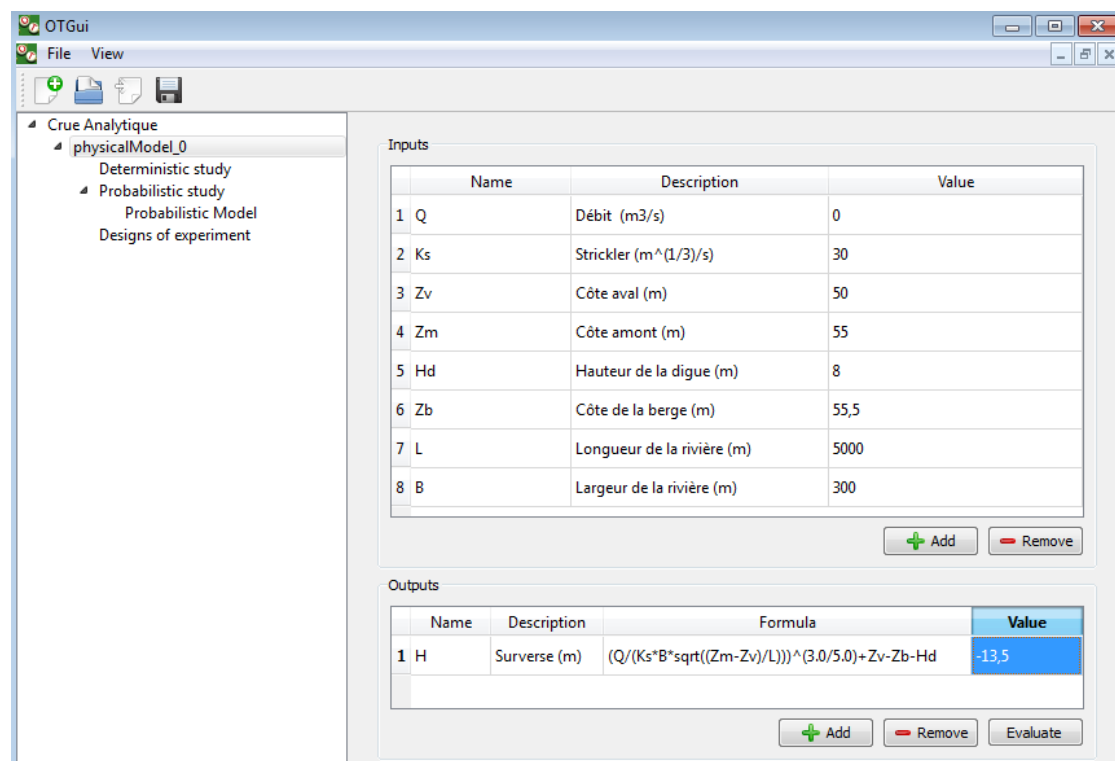 OTGui
File View
Crue Analytique
physicalModel_0
Deterministic study
Probabilistic study
Probabilistic Model
Designs of experiment
Inputs
Name Description Value
1 Q Débit (m3/s) 0
2 Ks Strickler (m^(1/3)/s) 30
3 Zv Côte aval (m) 50
4 Zm Côte amont (m) 55
5 Hd Hauteur de la digue (m) 8
6 Zb Côte de la berge (m) 55,5
7 L Longueur de la rivière (m) 5000
8 B Largeur de la rivière (m) 300
Add Remove
Outputs
Name Description Formula Value
1 H Surverse (m) (Q/(Ks*B*sqrt((Zm-Zv)/L)))^(3.0/5.0)+Zv-Zb-Hd -13,5
Add Remove Evaluate